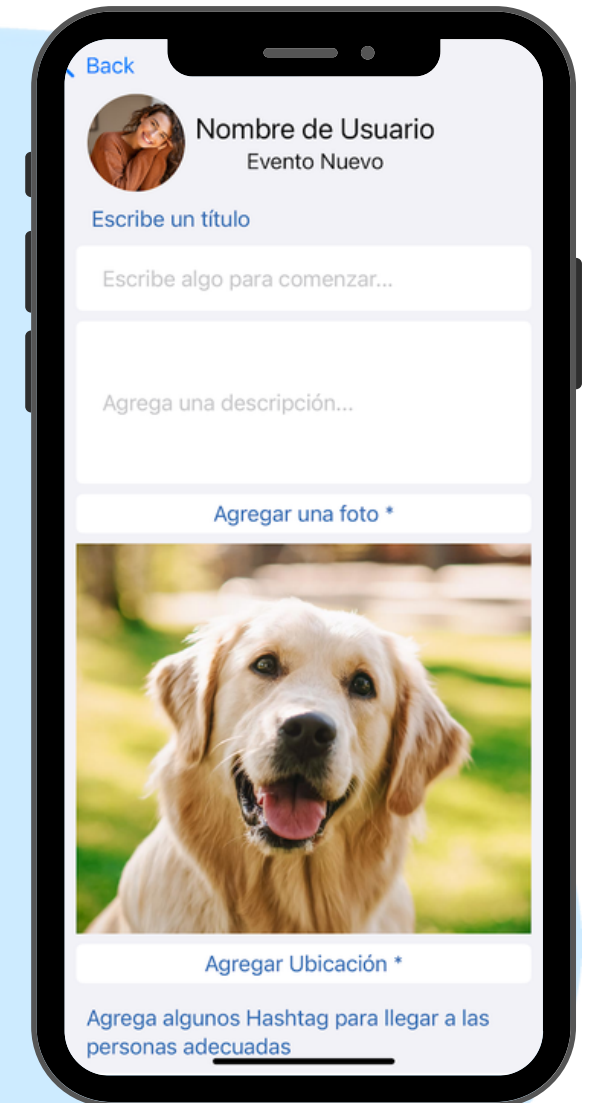 Back
Nombre de Usuario
Evento Nuevo
Escribe un título
Escribe algo para comenzar...
Agrega una descripción...
Agregar una foto *
Agregar Ubicación *
Agrega algunos Hashtag para llegar a las
personas adecuadas